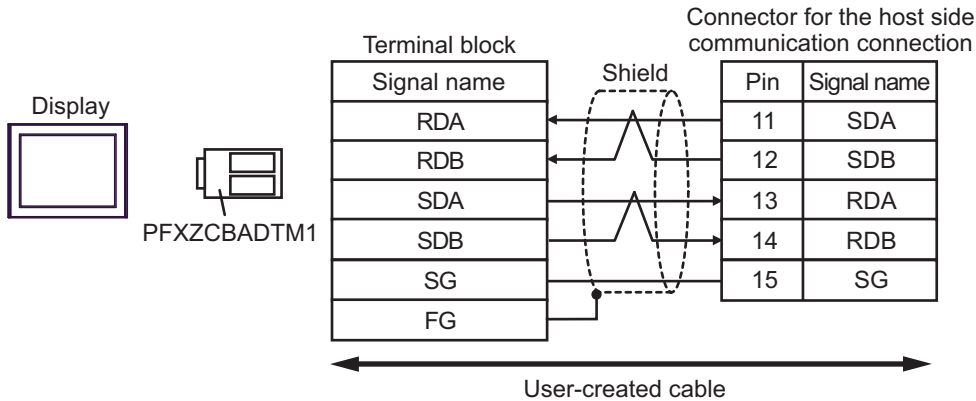 Connector for the host side
communication connection
Terminal block
Shield
Signal name
Pin
Signal name
Display
RDA
11
SDA
RDB
12
SDB
SDA
13
RDA
PFXZCBADTM1
SDB
14
RDB
SG
15
SG
FG
User-created cable